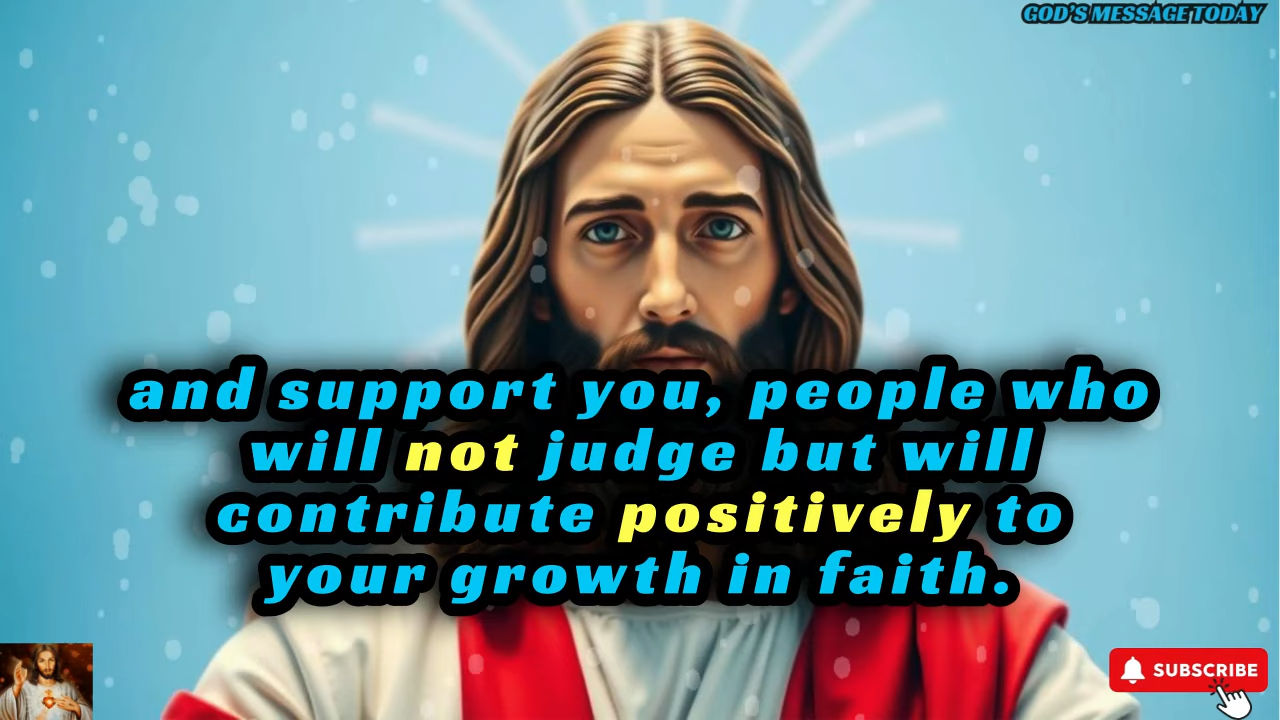 GOD'S MESSAGE TODAY
and support you, people who
will not judge but will
contribute positively to
your growth in faith.
SUBSCRIBE